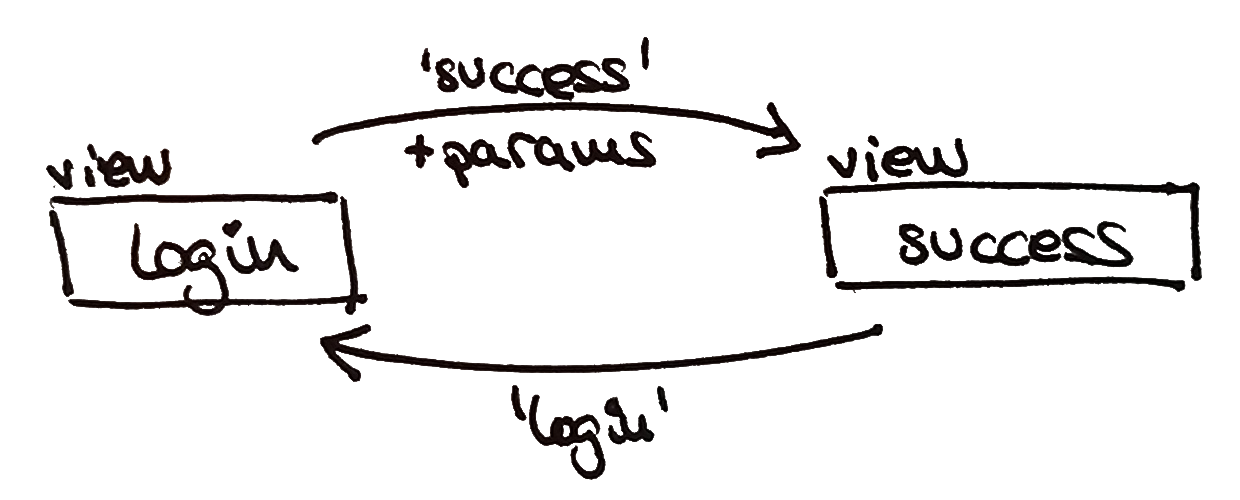 'success'
+params
view
login
view
success
'login'